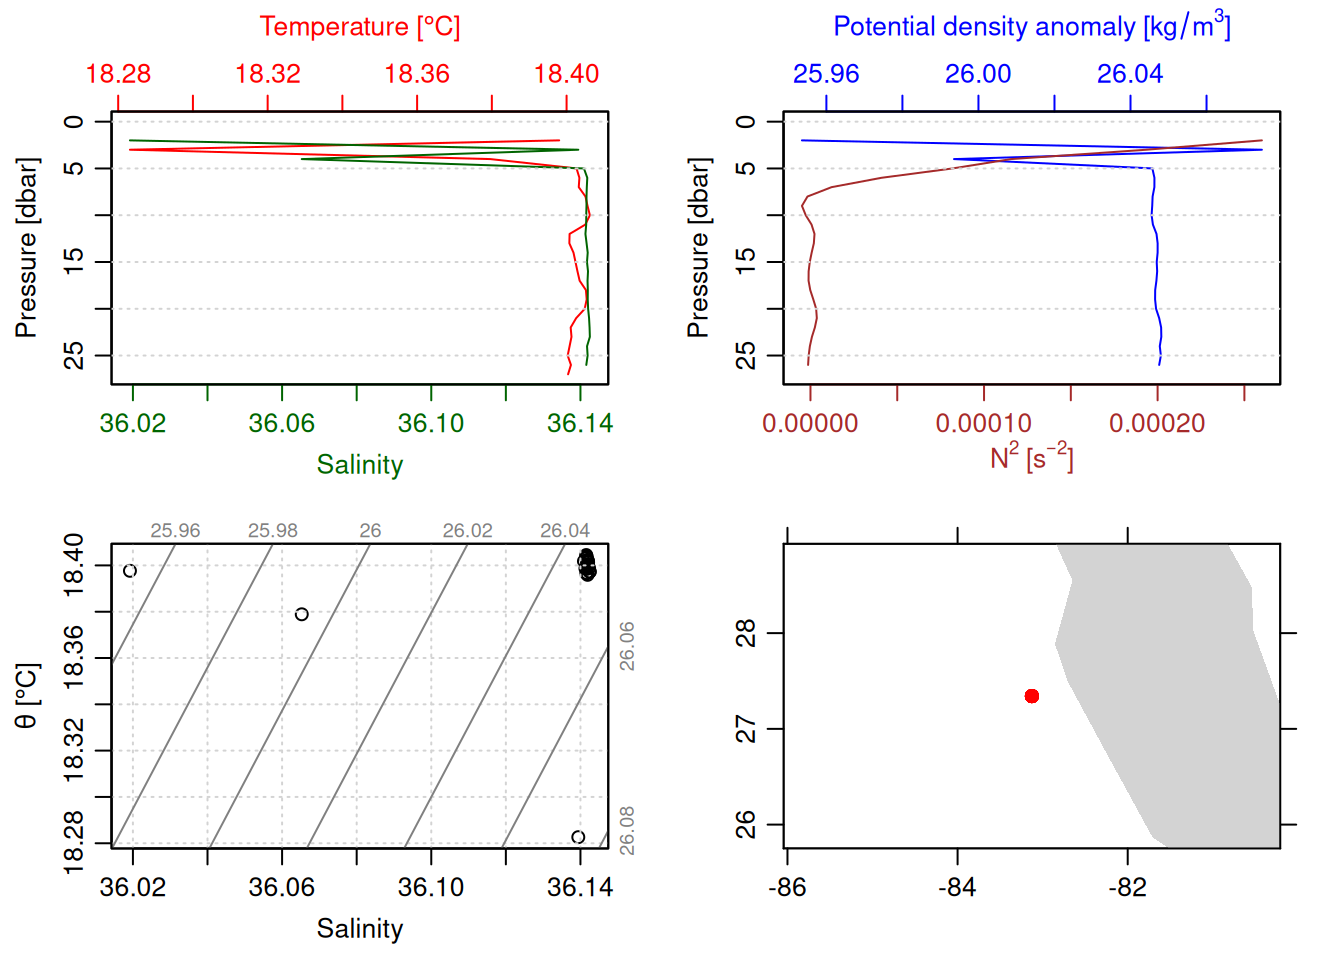 Temperature [°C]
18.28 18.32 18.36 18.40
0
5
15
25
Pressure [dbar]
36.02 36.06 36.10 36.14
Salinity
Potential density anomaly [kg/m³]
25.96 26.00 26.04
0
5
15
25
Pressure [dbar]
0.00000 0.00010 0.00020
N² [s⁻²]
25.96 25.98 26 26.02 26.04
26.06
26.08
18.40
18.36
18.32
18.28
θ [°C]
36.02 36.06 36.10 36.14
Salinity
28
27
26
-86 -84 -82